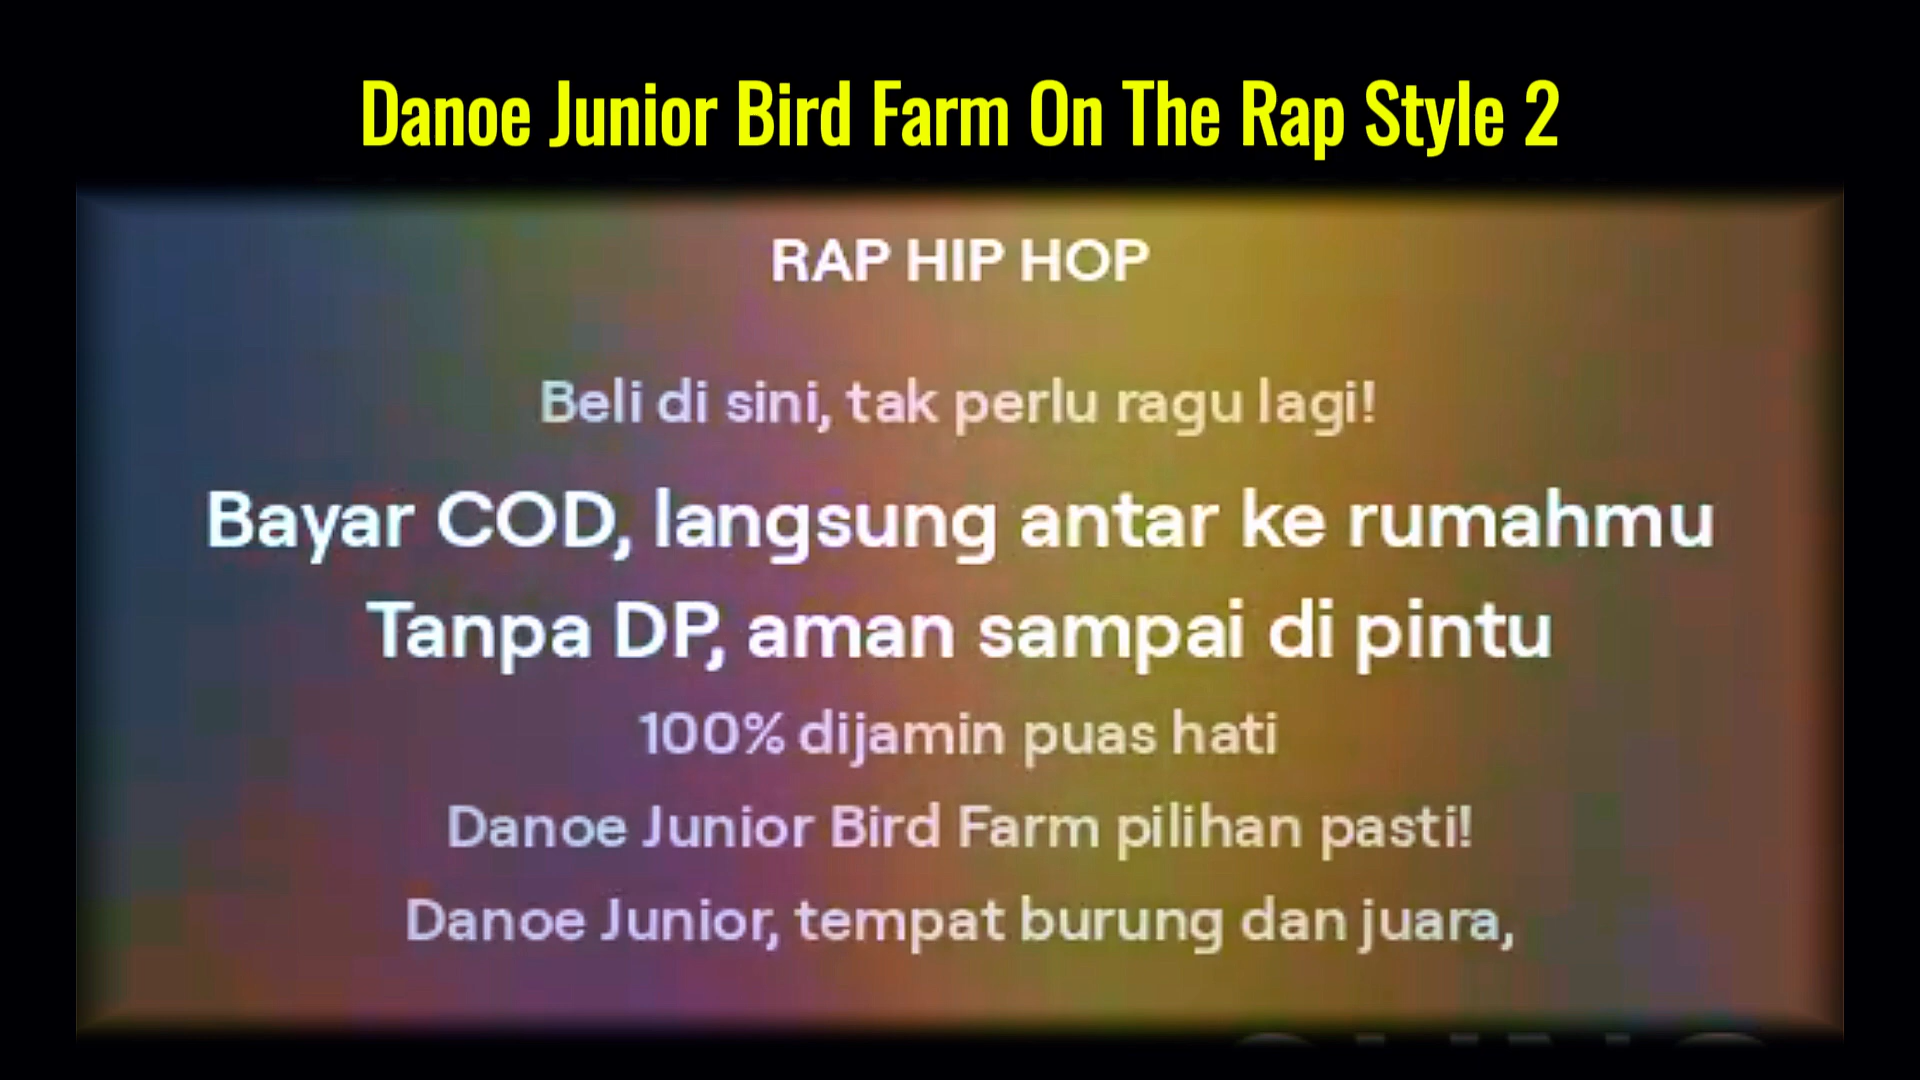 Danoe Junior Bird Farm On The Rap Style 2
RAP HIP HOP
Beli di sini, tak perlu ragu lagi!
Bayar COD, langsung antar ke rumahmu
Tanpa DP, aman sampai di pintu
100% dijamin puas hati
Danoe Junior Bird Farm pilihan pasti!
Danoe Junior, tempat burung dan juara,